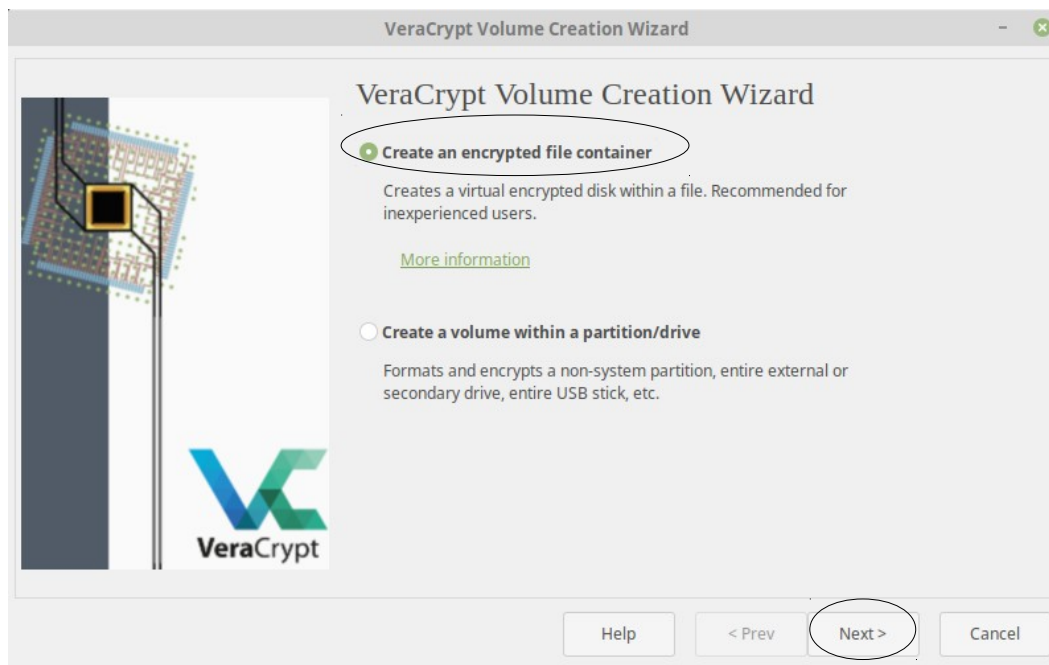 VeraCrypt Volume Creation Wizard
VeraCrypt Volume Creation Wizard
Create an encrypted file container
Creates a virtual encrypted disk within a file. Recommended for
inexperienced users.
More information
Create a volume within a partition/drive
Formats and encrypts a non-system partition, entire external or
secondary drive, entire USB stick, etc.
VeraCrypt
Help < Prev Next > Cancel